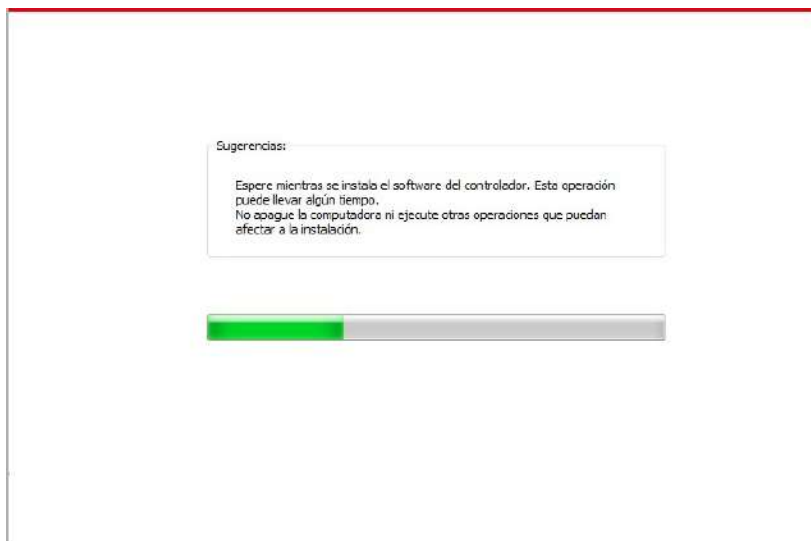 Sugerencias:
Espere mientras se instala el software del controlador. Esta operación
puede llevar algún tiempo.
No apague la computadora ni ejecute otras operaciones que puedan
afectar a la instalación.